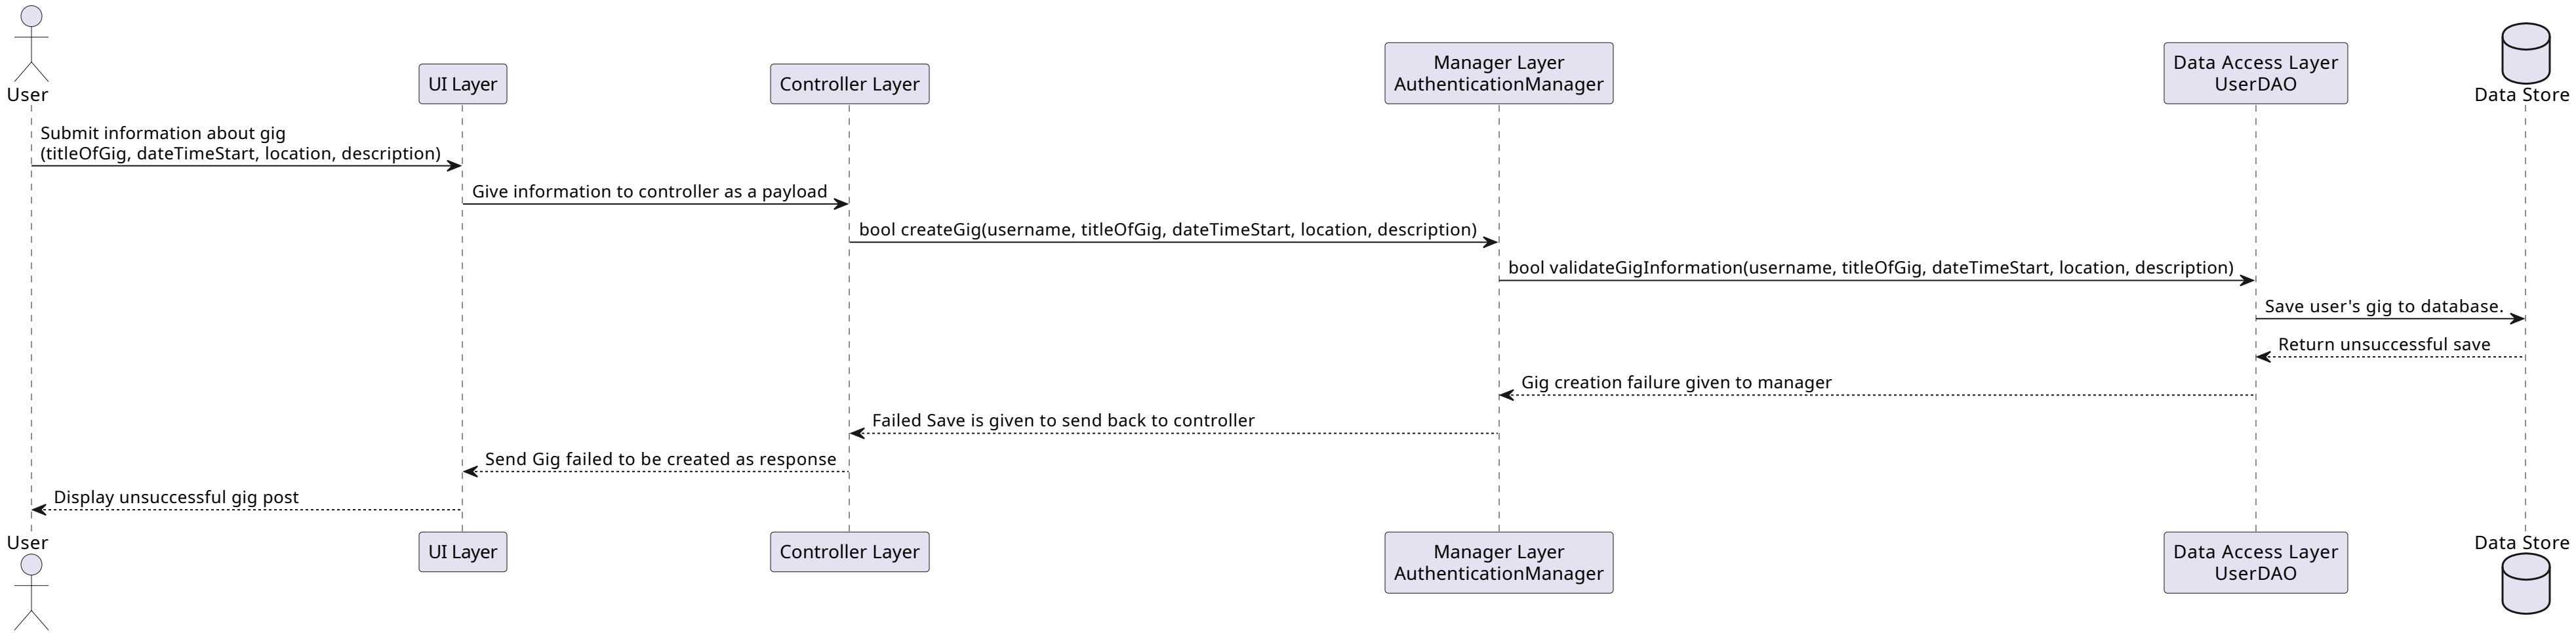 User
UI Layer
Controller Layer
Manager Layer
AuthenticationManager
Data Access Layer
UserDAO
Data Store
Submit information about gig
(titleOfGig, dateTimeStart, location, description)
Give information to controller as a payload
bool createGig(username, titleOfGig, dateTimeStart, location, description)
bool validateGigInformation(username, titleOfGig, dateTimeStart, location, description)
Save user's gig to database.
Return unsuccessful save
Gig creation failure given to manager
Failed Save is given to send back to controller
Send Gig failed to be created as response
Display unsuccessful gig post
User
UI Layer
Controller Layer
Manager Layer
AuthenticationManager
Data Access Layer
UserDAO
Data Store